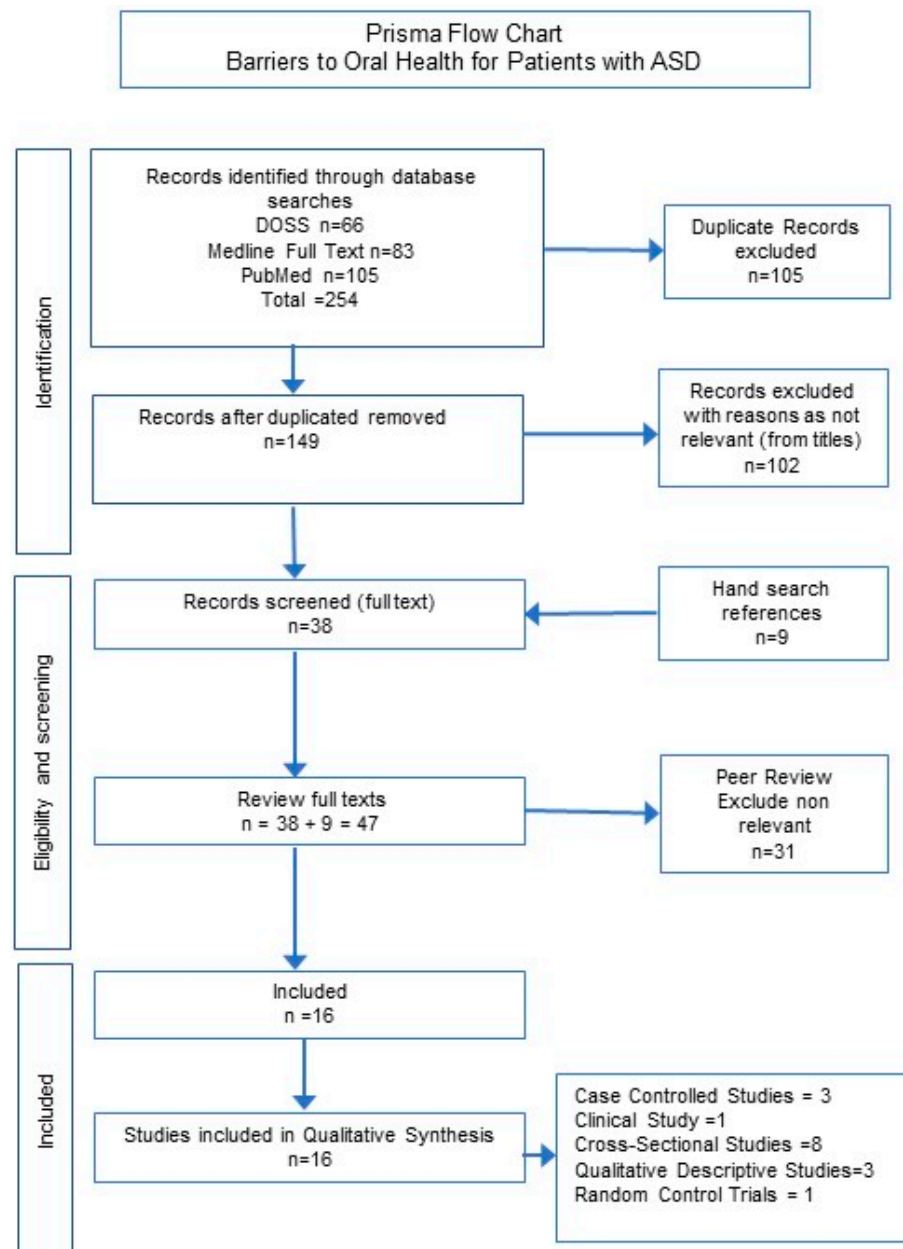 Prisma Flow Chart
Barriers to Oral Health for Patients with ASD
Identification
Records identified through database
searches
DOSS n=66
Medline Full Text n=83
PubMed n=105
Total =254
Duplicate Records
excluded
n=105
Records after duplicated removed
n=149
Records excluded
with reasons as not
relevant (from titles)
n=102
Eligibility and screening
Records screened (full text)
n=38
Hand search
references
n=9
Review full texts
n = 38 + 9 = 47
Peer Review
Exclude non
relevant
n=31
Included
Included
n =16
Studies included in Qualitative Synthesis
n=16
Case Controlled Studies = 3
Clinical Study =1
Cross-Sectional Studies =8
Qualitative Descriptive Studies=3
Random Control Trials = 1